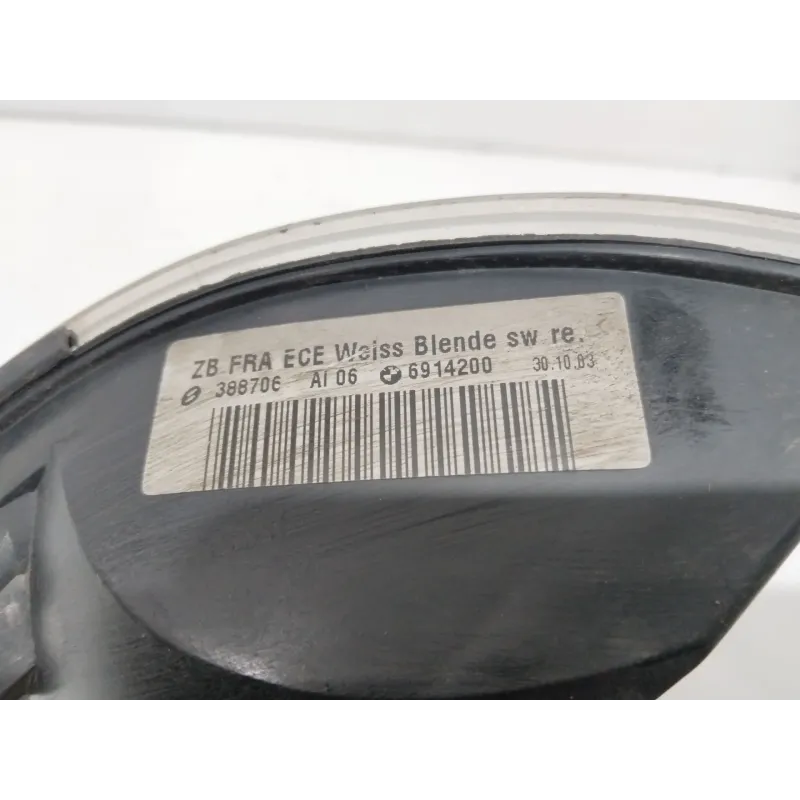 ZB FRA ECE Weiss Blende sw re.
388706 AI 06 6914200 30.10.03